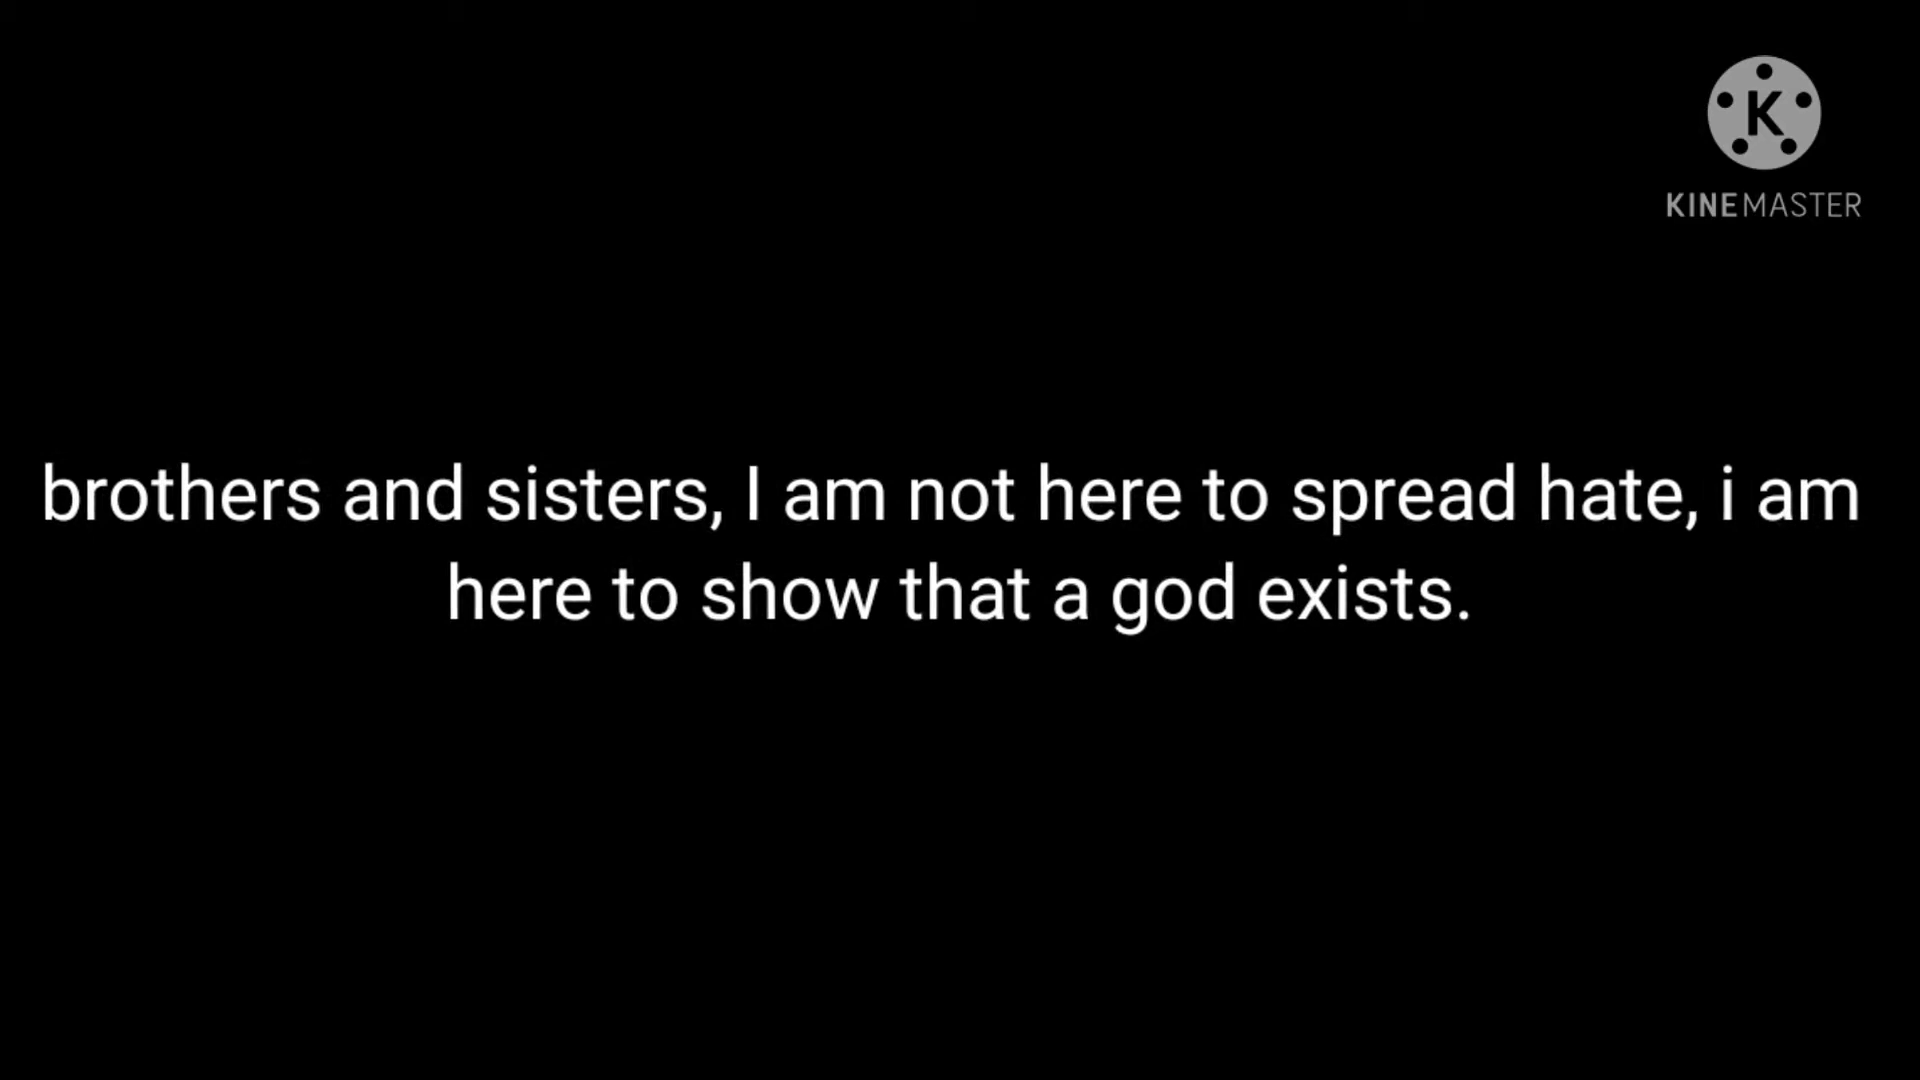 K
KINEMASTER
brothers and sisters, I am not here to spread hate, i am
here to show that a god exists.